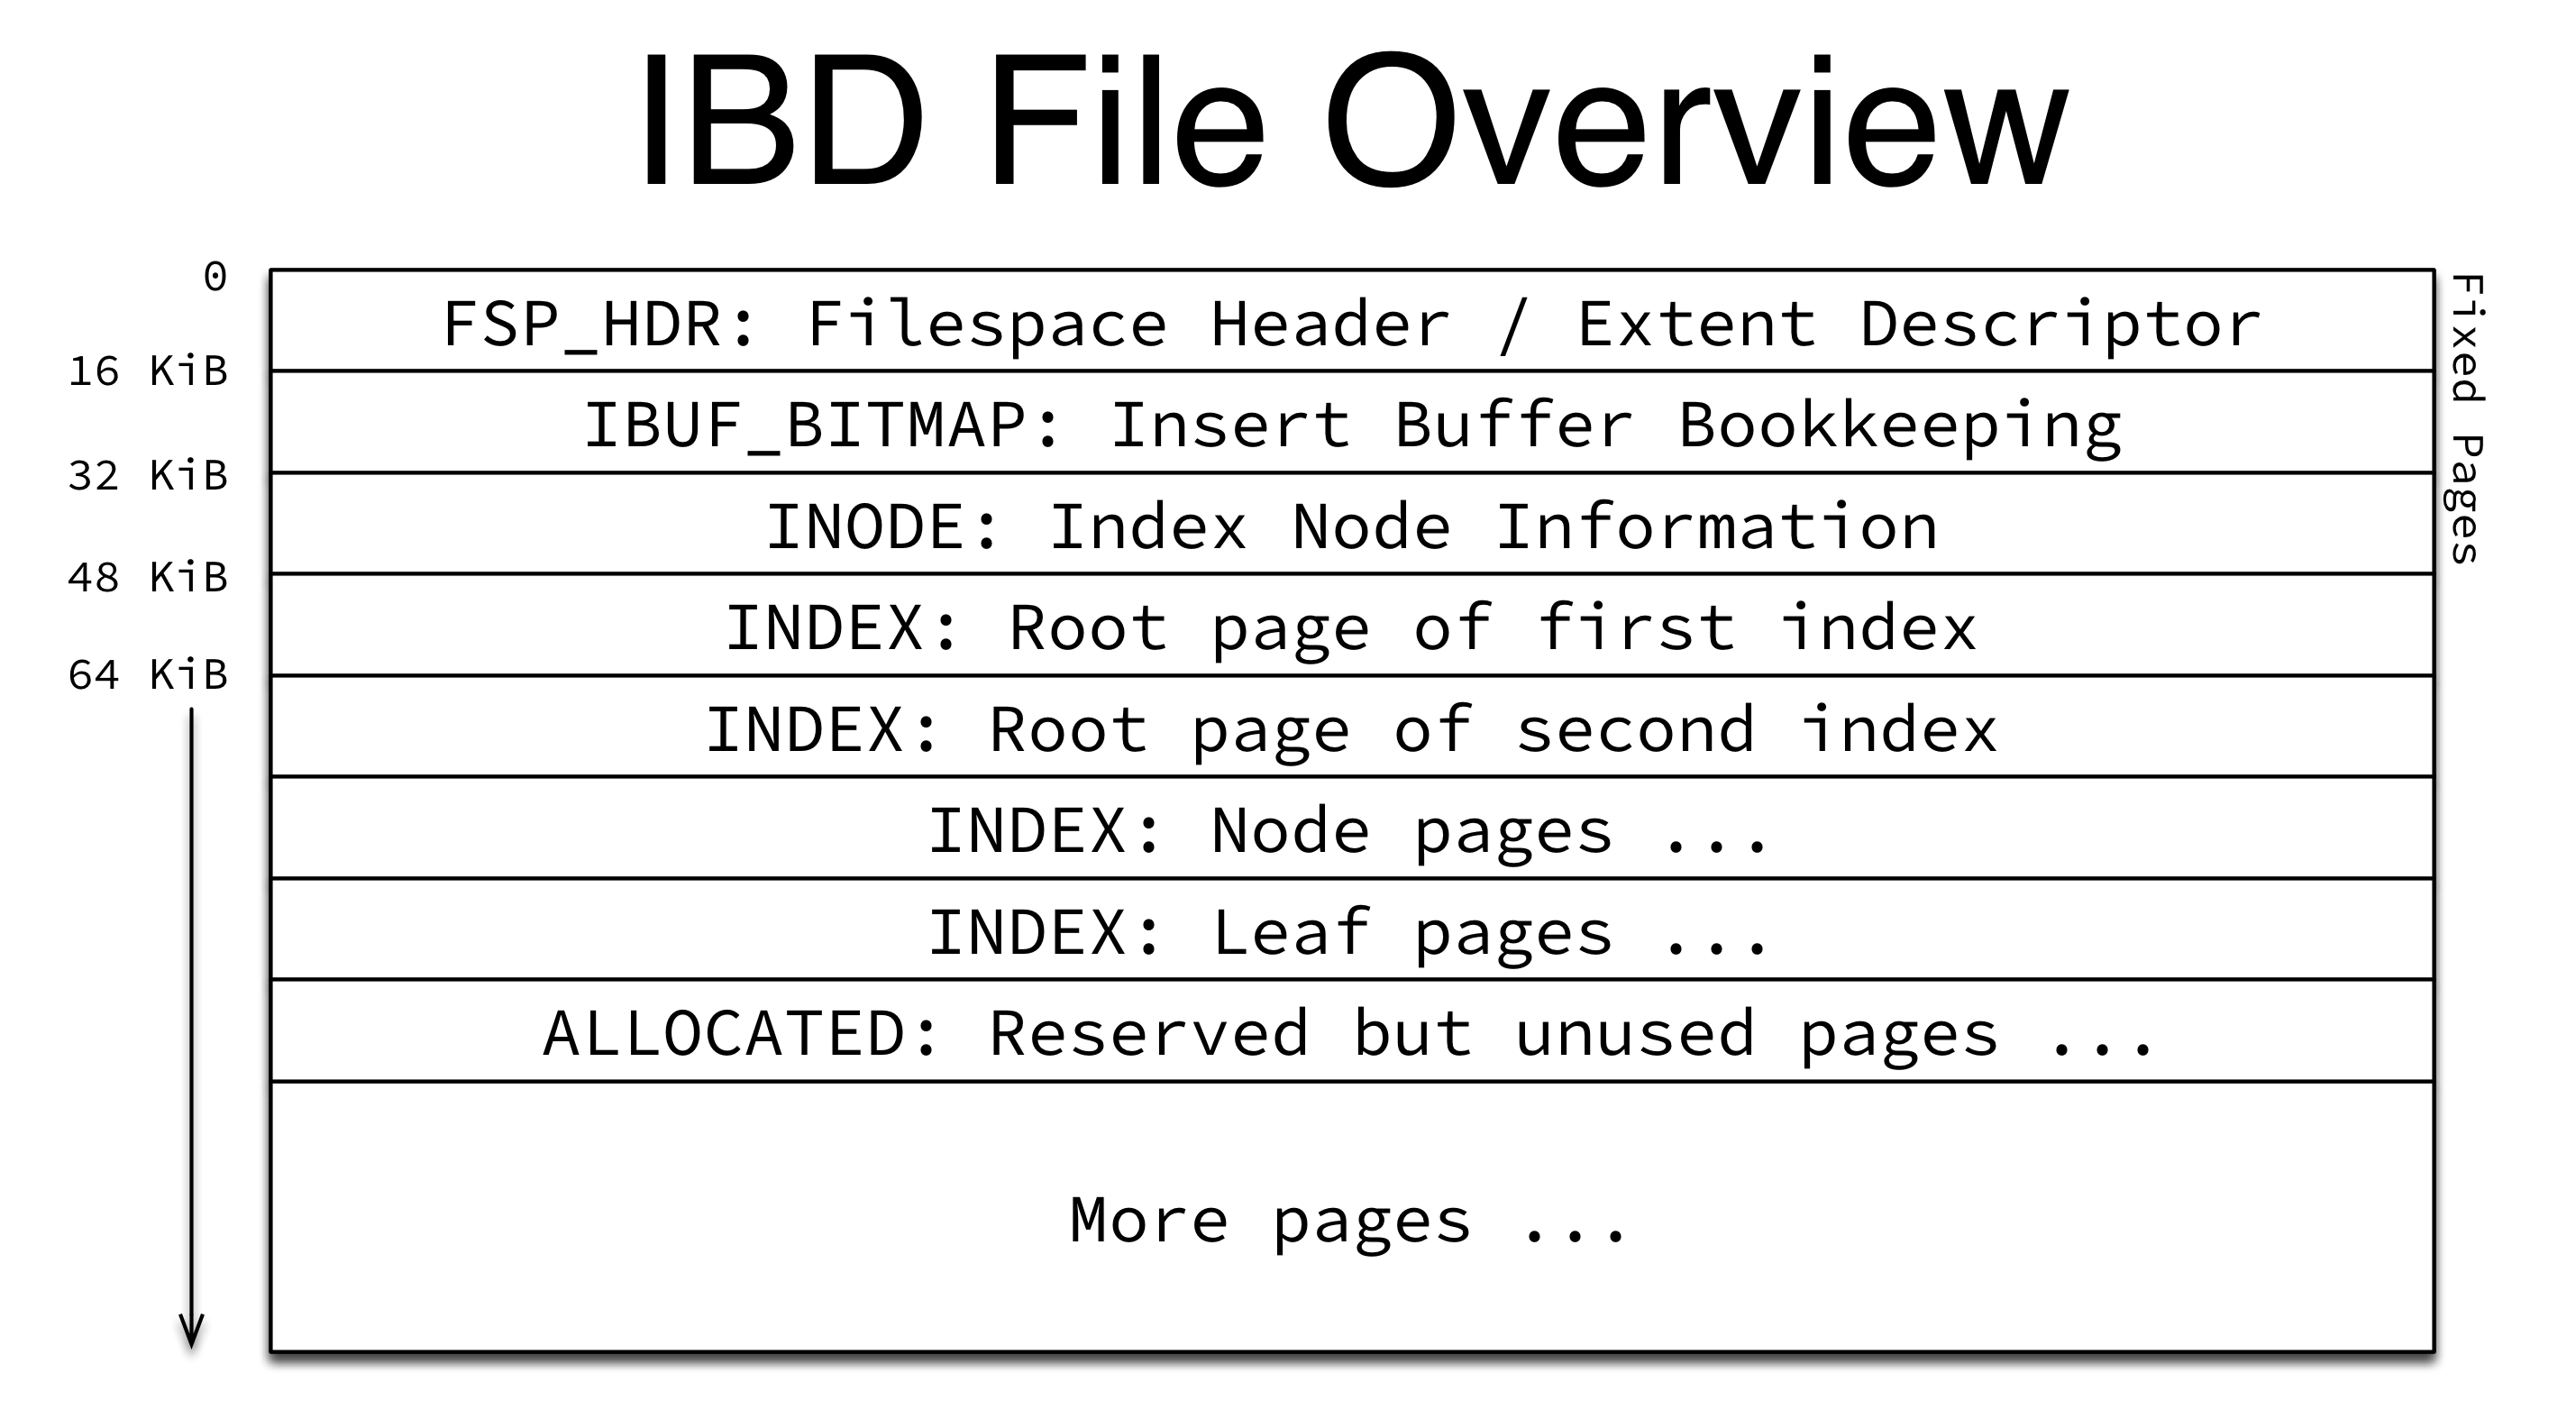 IBD File Overview
0
FSP_HDR: Filespace Header / Extent Descriptor
Fixed Pages
16 KiB
IBUF_BITMAP: Insert Buffer Bookkeeping
32 KiB
INODE: Index Node Information
48 KiB
INDEX: Root page of first index
64 KiB
INDEX: Root page of second index
INDEX: Node pages ...
INDEX: Leaf pages ...
ALLOCATED: Reserved but unused pages ...
More pages ...